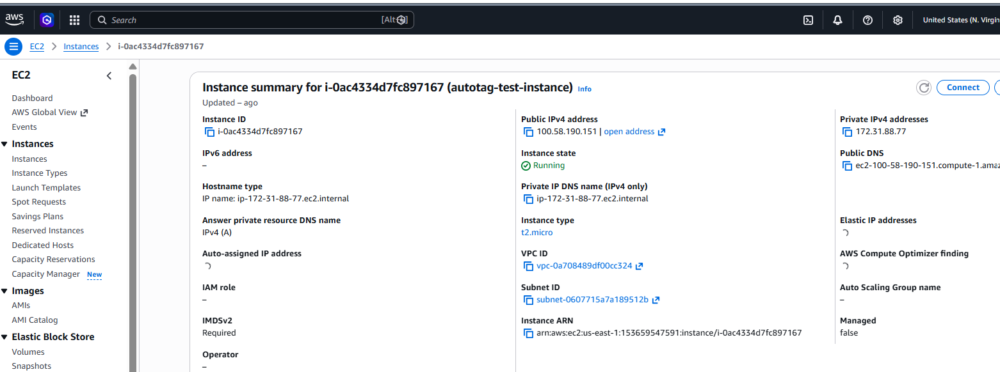 aws
Search
[Alt+S]
United States (N. Virgin
EC2
Instances
i-0ac4334d7fc897167
EC2
Dashboard
AWS Global View
Events
Instances
Instances
Instance Types
Launch Templates
Spot Requests
Savings Plans
Reserved Instances
Dedicated Hosts
Capacity Reservations
Capacity Manager New
Images
AMIs
AMI Catalog
Elastic Block Store
Volumes
Snapshots
Instance summary for i-0ac4334d7fc897167 (autotag-test-instance) Info
Updated – ago
Connect
Instance ID
i-0ac4334d7fc897167
IPv6 address
–
Hostname type
IP name: ip-172-31-88-77.ec2.internal
Answer private resource DNS name
IPv4 (A)
Auto-assigned IP address
IAM role
–
IMDSv2
Required
Operator
–
Public IPv4 address
100.58.190.151 | open address
Instance state
Running
Private IP DNS name (IPv4 only)
ip-172-31-88-77.ec2.internal
Instance type
t2.micro
VPC ID
vpc-0a708489df00cc324
Subnet ID
subnet-0607715a7a189512b
Instance ARN
arn:aws:ec2:us-east-1:153659547591:instance/i-0ac4334d7fc897167
Private IPv4 addresses
172.31.88.77
Public DNS
ec2-100-58-190-151.compute-1.amaz
Elastic IP addresses
AWS Compute Optimizer finding
Auto Scaling Group name
–
Managed
false